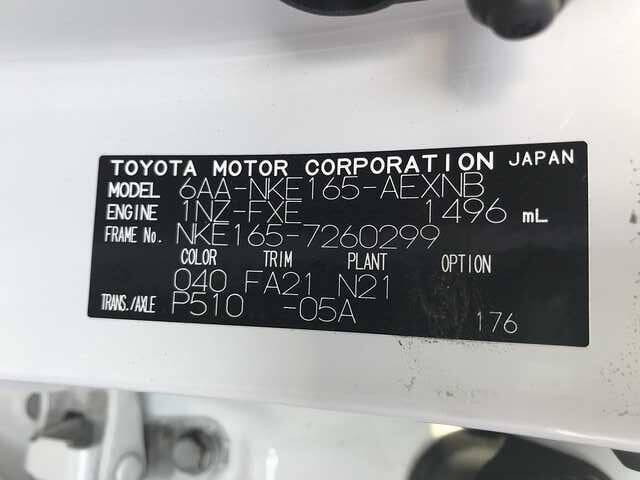 TOYOTA MOTOR CORPORATION JAPAN
MODEL 6AA-NKE165-AEXNB
ENGINE 1NZ-FXE 1496 mL
FRAME No. NKE165-7260299
COLOR TRIM PLANT OPTION
040 FA21 N21
TRANS./AXLE P510 -05A
176